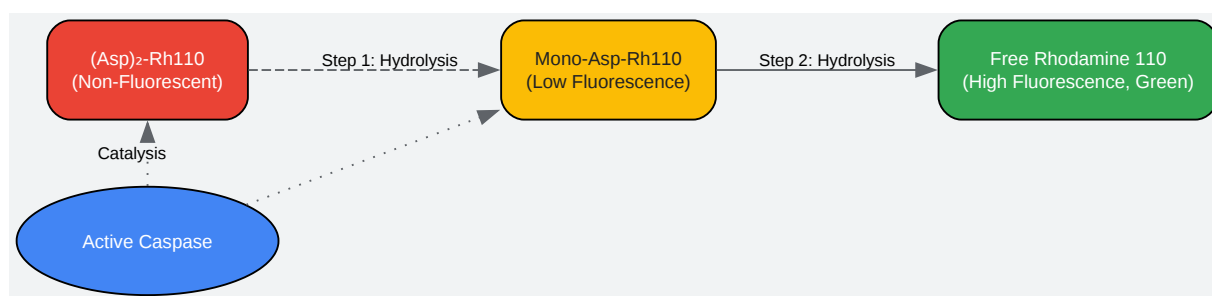 (Asp)₂-Rh110
(Non-Fluorescent)
Step 1: Hydrolysis
Mono-Asp-Rh110
(Low Fluorescence)
Step 2: Hydrolysis
Free Rhodamine 110
(High Fluorescence, Green)
Catalysis
Active Caspase